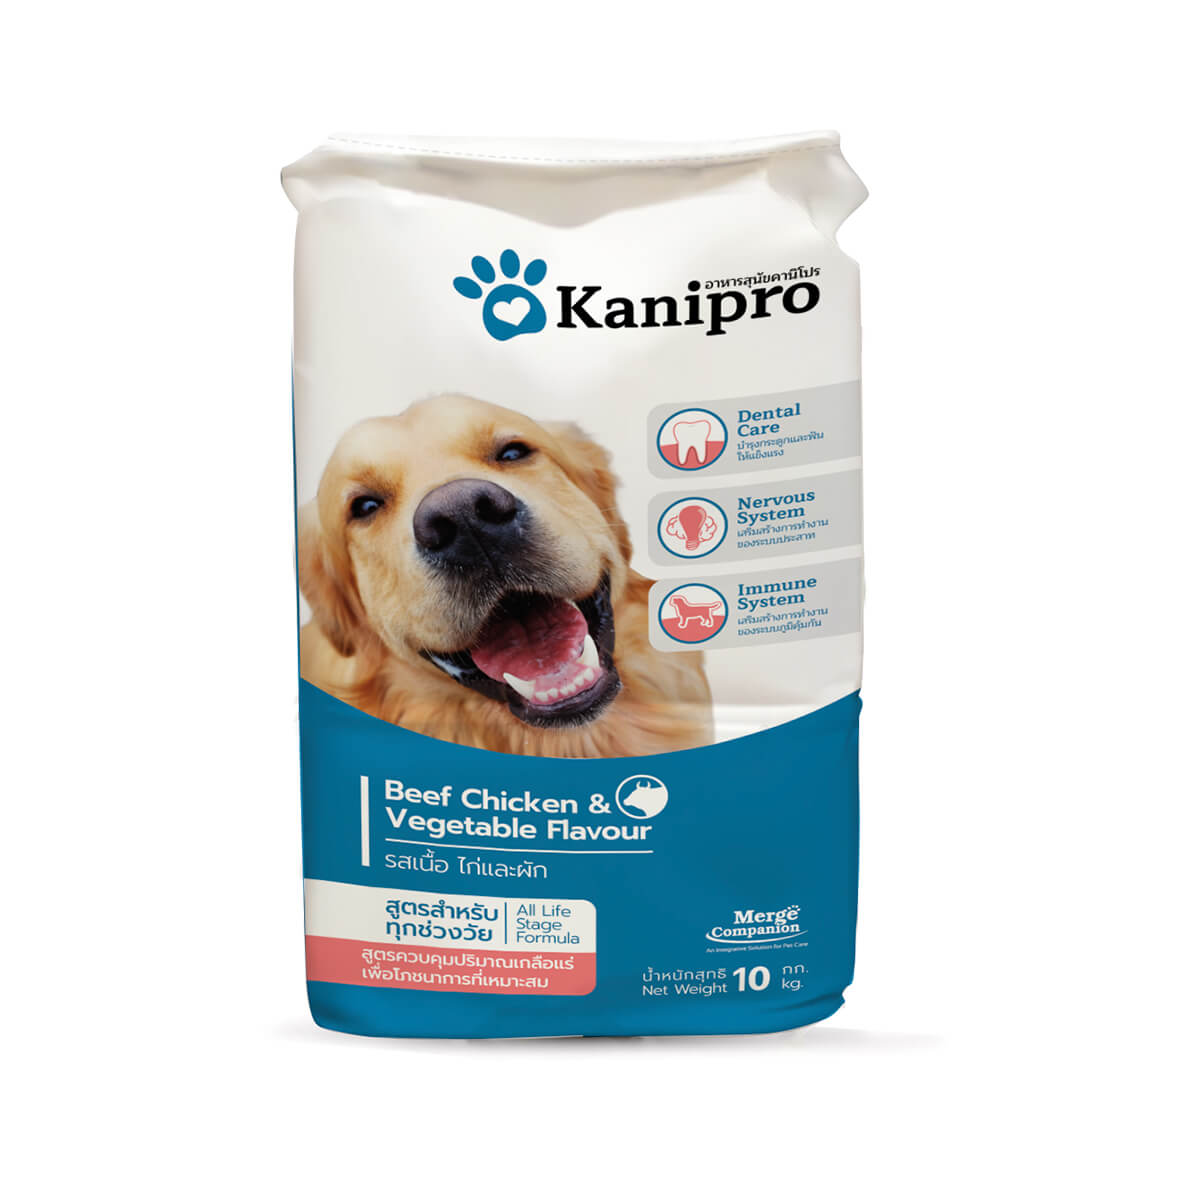 อาหารสุนัขคานิโปร
Kanipro
Dental
Care
บำรุงกระดูกและฟัน
ให้แข็งแรง
Nervous
System
เสริมสร้างการทำงาน
ของระบบประสาท
Immune
System
เสริมสร้างการทำงาน
ของระบบภูมิคุ้มกัน
Beef Chicken &
Vegetable Flavour
รสเนื้อ ไก่และผัก
สูตรสำหรับ
ทุกช่วงวัย
All Life
Stage
Formula
สูตรควบคุมปริมาณเกลือแร่
เพื่อโภชนาการที่เหมาะสม
Merge
Companion
An Integrative Solution for Pet Care
น้ำหนักสุทธิ 10 กก.
Net Weight kg.